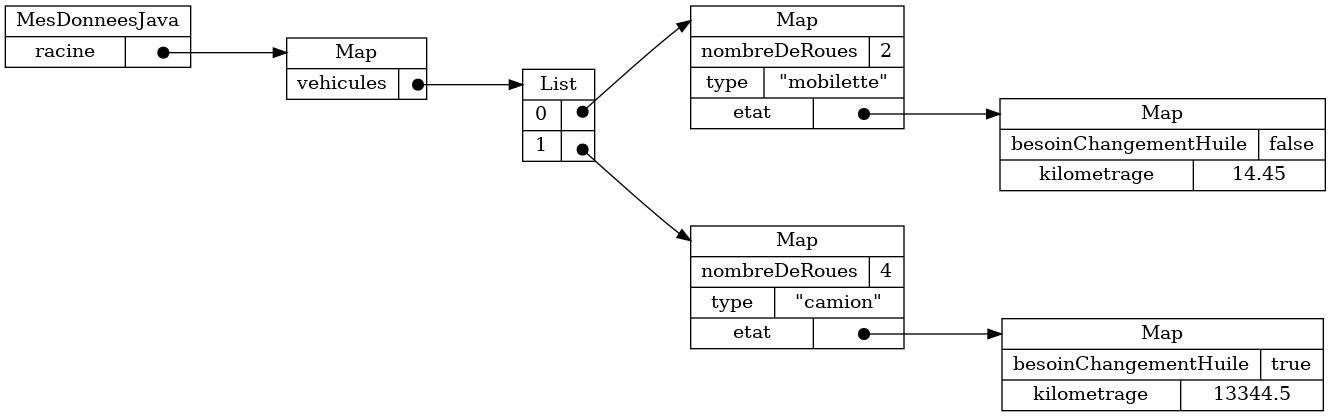 MesDonneesJava
racine
Map
vehicules
List
0
1
Map
nombreDeRoues 2
type "mobilette"
etat
Map
besoinChangementHuile false
kilometrage 14.45
Map
nombreDeRoues 4
type "camion"
etat
Map
besoinChangementHuile true
kilometrage 13344.5